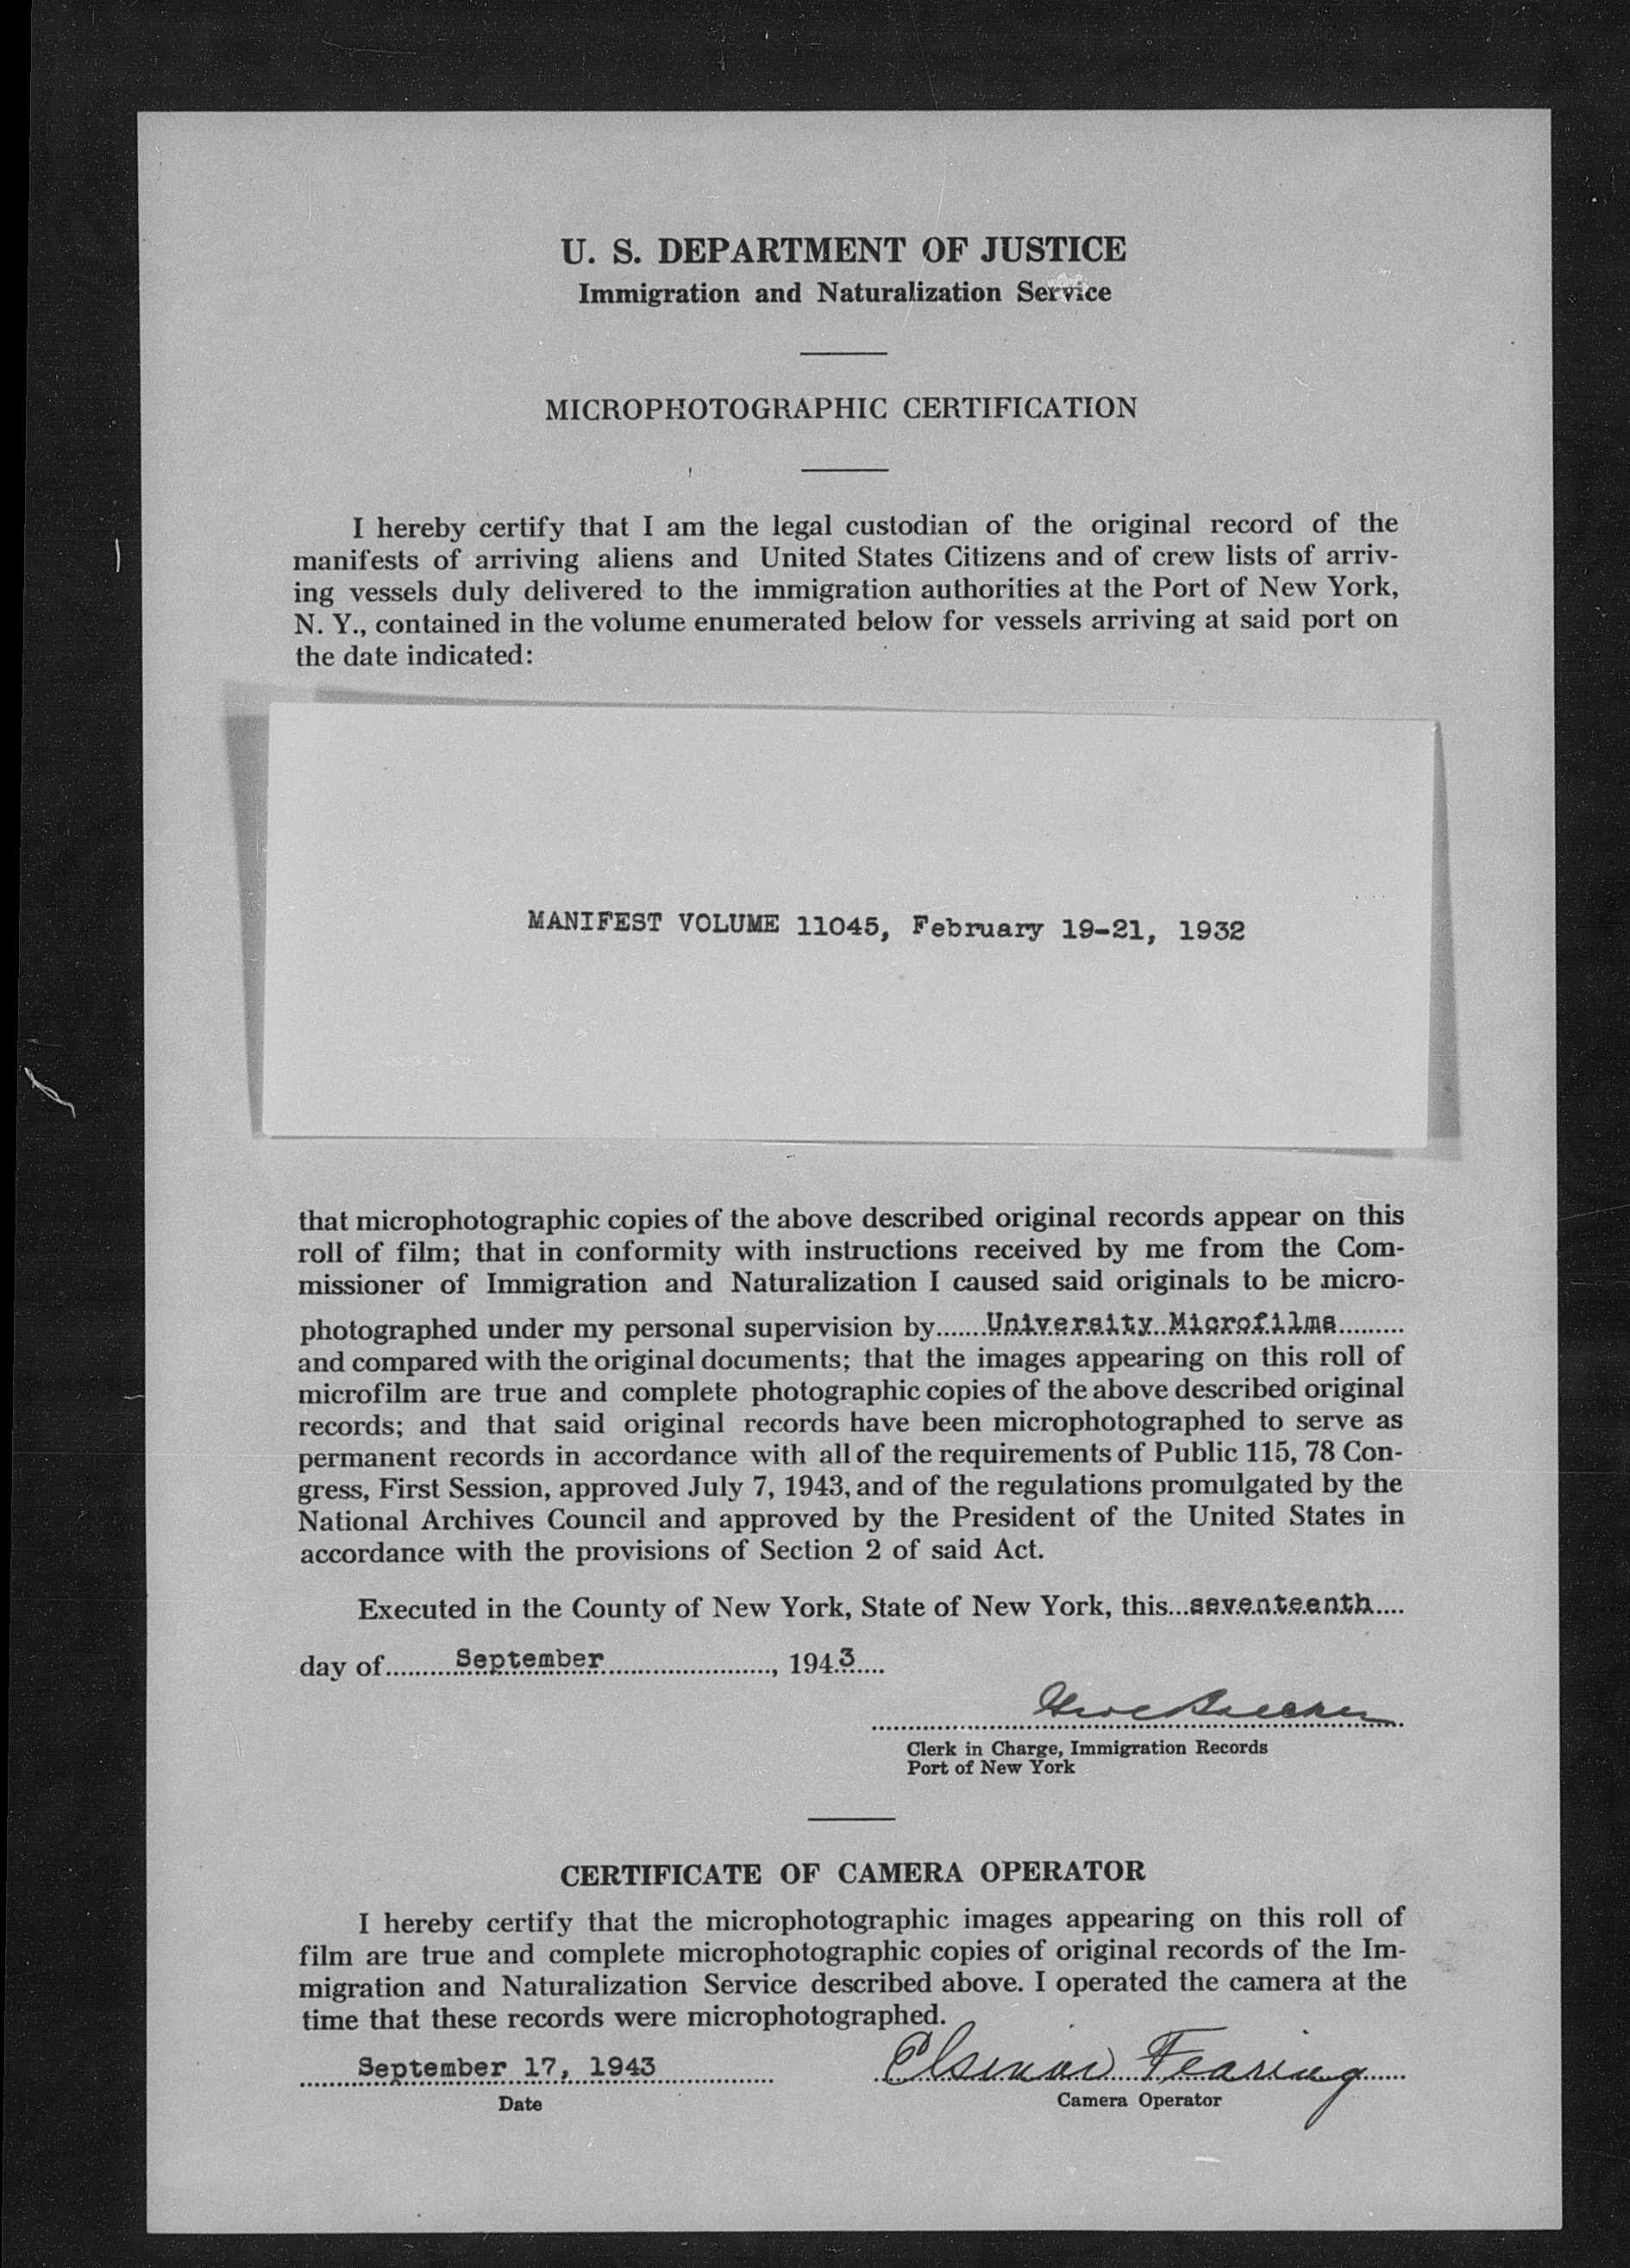 U. S. DEPARTMENT OF JUSTICE
Immigration and Naturalization Service
MICROPHOTOGRAPHIC CERTIFICATION
I hereby certify that I am the legal custodian of the original record of the
manifests of arriving aliens and United States Citizens and of crew lists of arriv-
ing vessels duly delivered to the immigration authorities at the Port of New York,
N. Y., contained in the volume enumerated below for vessels arriving at said port on
the date indicated:
MANIFEST VOLUME 11045, February 19-21, 1932
that microphotographic copies of the above described original records appear on this
roll of film; that in conformity with instructions received by me from the Com-
missioner of Immigration and Naturalization I caused said originals to be micro-
photographed under my personal supervision by University Microfilms
and compared with the original documents; that the images appearing on this roll of
microfilm are true and complete photographic copies of the above described original
records; and that said original records have been microphotographed to serve as
permanent records in accordance with all of the requirements of Public 115, 78 Con-
gress, First Session, approved July 7, 1943, and of the regulations promulgated by the
National Archives Council and approved by the President of the United States in
accordance with the provisions of Section 2 of said Act.
Executed in the County of New York, State of New York, this seventeenth
day of September, 1943
Clerk in Charge, Immigration Records
Port of New York
CERTIFICATE OF CAMERA OPERATOR
I hereby certify that the microphotographic images appearing on this roll of
film are true and complete microphotographic copies of original records of the Im-
migration and Naturalization Service described above. I operated the camera at the
time that these records were microphotographed.
September 17, 1943 Fearing
Date Camera Operator